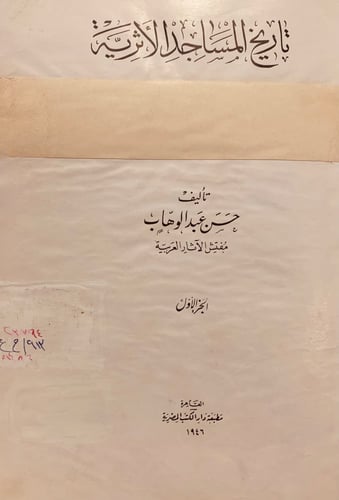 تاريخ المساجد الأثرية
تأليف
حسن عبد الوهاب
مفتش الآثار العربية
الجزء الأول
القاهرة
مطبعة دار الكتب المصرية
١٩٤٦